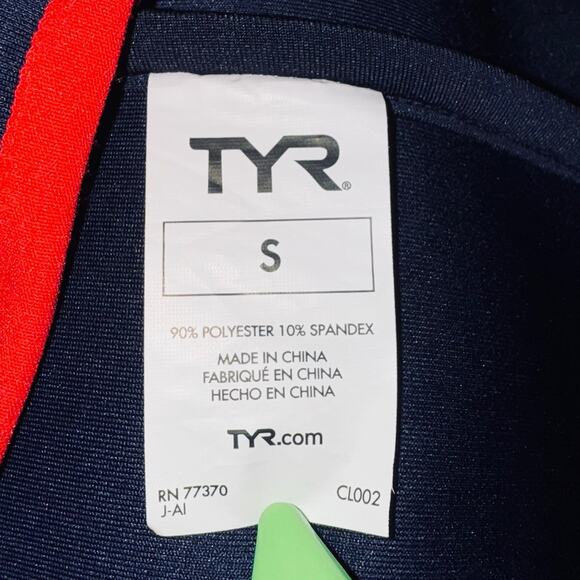 TYR®
S
90% POLYESTER 10% SPANDEX
MADE IN CHINA
FABRIQUÉ EN CHINA
HECHO EN CHINA
TYR.com
RN 77370
J-AI
CL002